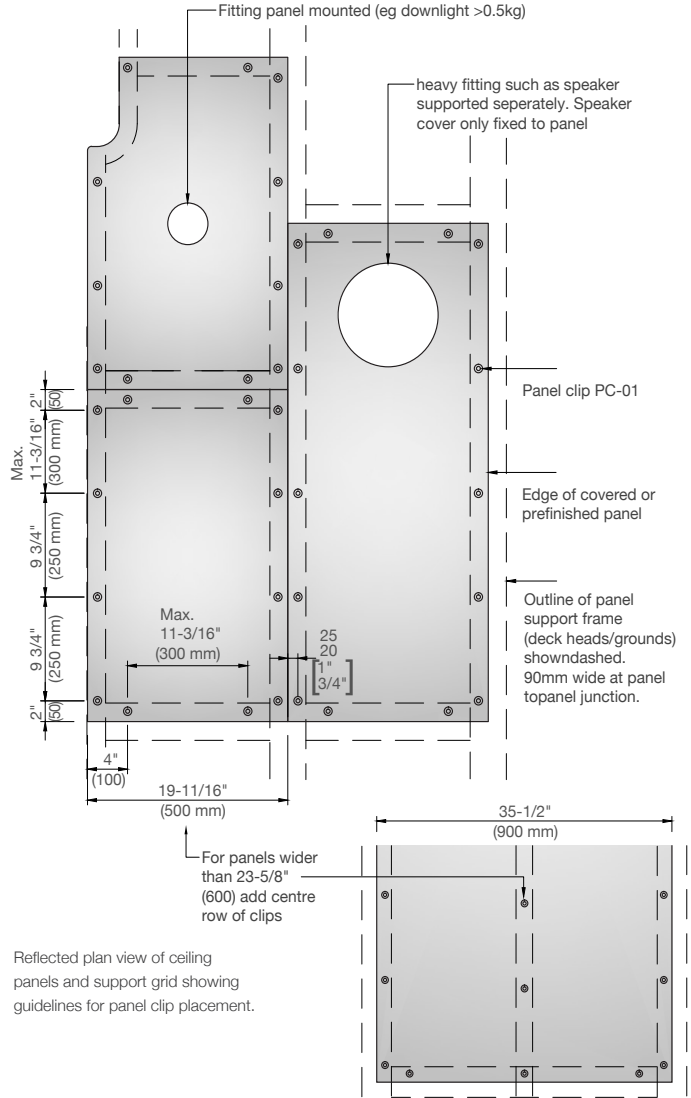 Fitting panel mounted (eg downlight >0.5kg)
heavy fitting such as speaker
supported seperately. Speaker
cover only fixed to panel
Panel clip PC-01
Edge of covered or
prefinished panel
Outline of panel
support frame
(deck heads/grounds)
showndashed.
90mm wide at panel
topanel junction.
2"
(50)
Max.
11-3/16"
(300 mm)
9 3/4"
(250 mm)
9 3/4"
(250 mm)
2"
(50)
Max.
11-3/16"
(300 mm)
25
20
[1"
3/4"]
4"
(100)
19-11/16"
(500 mm)
35-1/2"
(900 mm)
For panels wider
than 23-5/8"
(600) add centre
row of clips
Reflected plan view of ceiling
panels and support grid showing
guidelines for panel clip placement.